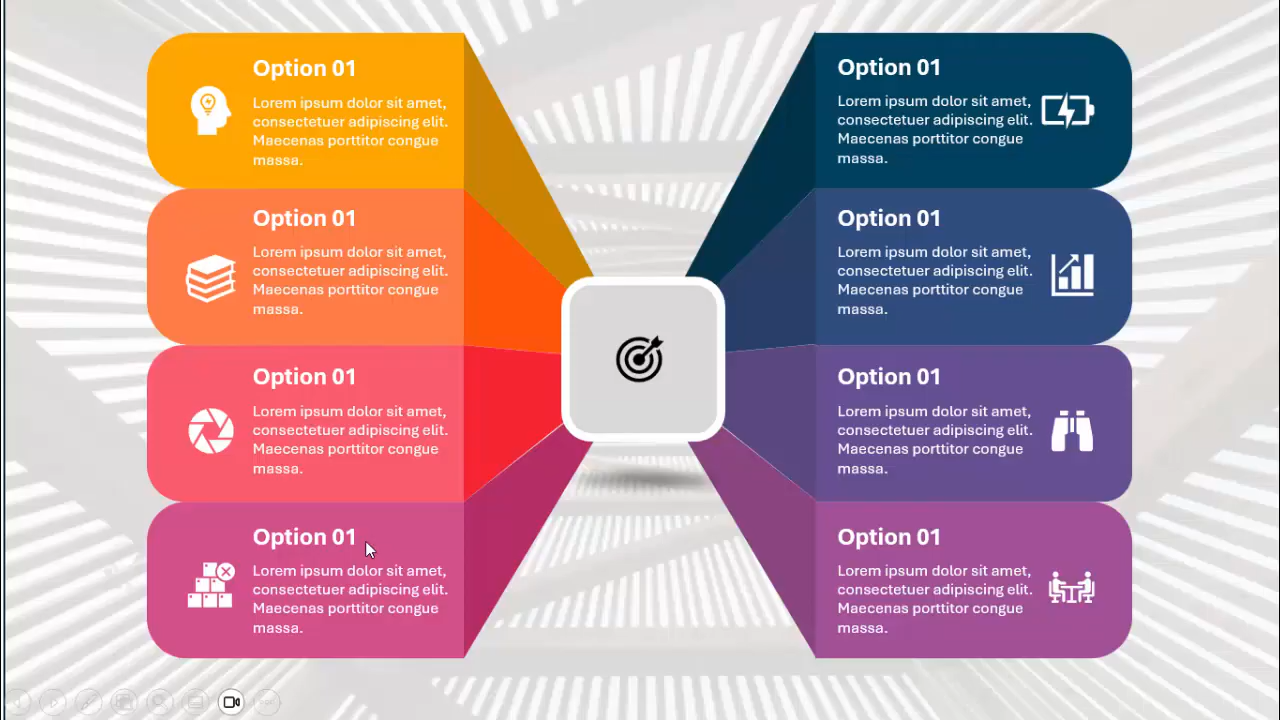 Option 01
Lorem ipsum dolor sit amet,
consectetuer adipiscing elit.
Maecenas porttitor congue
massa.
Option 01
Lorem ipsum dolor sit amet,
consectetuer adipiscing elit.
Maecenas porttitor congue
massa.
Option 01
Lorem ipsum dolor sit amet,
consectetuer adipiscing elit.
Maecenas porttitor congue
massa.
Option 01
Lorem ipsum dolor sit amet,
consectetuer adipiscing elit.
Maecenas porttitor congue
massa.
Option 01
Lorem ipsum dolor sit amet,
consectetuer adipiscing elit.
Maecenas porttitor congue
massa.
Option 01
Lorem ipsum dolor sit amet,
consectetuer adipiscing elit.
Maecenas porttitor congue
massa.
Option 01
Lorem ipsum dolor sit amet,
consectetuer adipiscing elit.
Maecenas porttitor congue
massa.
Option 01
Lorem ipsum dolor sit amet,
consectetuer adipiscing elit.
Maecenas porttitor congue
massa.